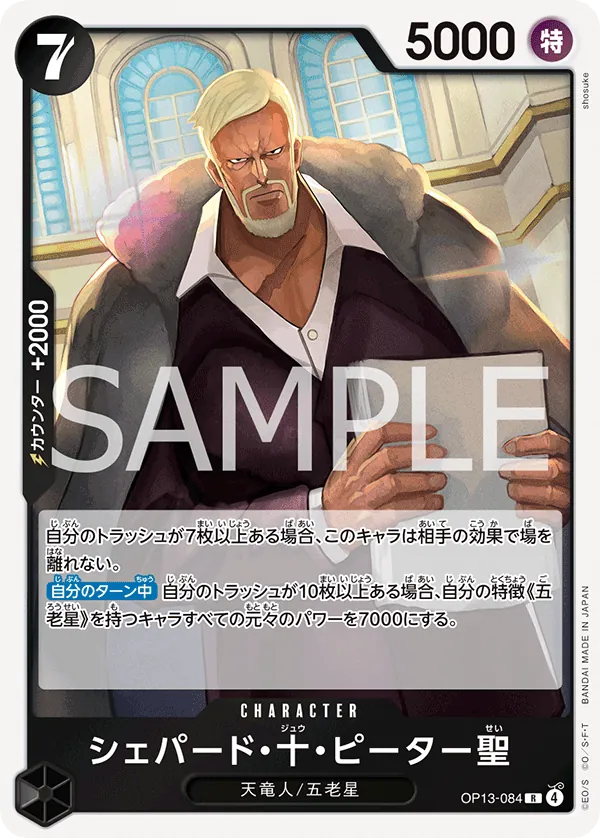 7
5000 特
shosuke
カウンター +2000
SAMPLE
自分のトラッシュが7枚以上ある場合、このキャラは相手の効果で場を
離れない。
自分のターン中 自分のトラッシュが10枚以上ある場合、自分の特徴《五
老星》を持つキャラすべての元々のパワーを7000にする。
CHARACTER
シェパード・十・ピーター聖
天竜人/五老星
OP13-084 R 4
©E.O/S ©O/S・F・T BANDAI MADE IN JAPAN